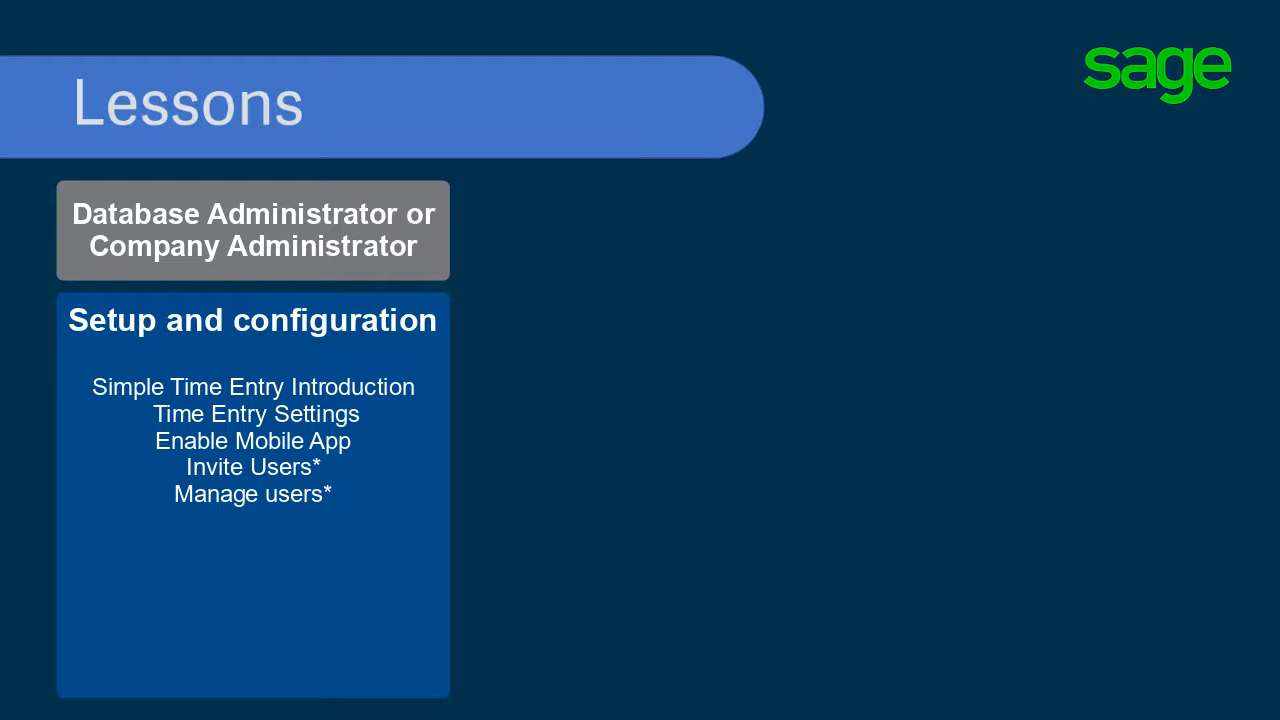 sage
Lessons
Database Administrator or
Company Administrator
Setup and configuration
Simple Time Entry Introduction
Time Entry Settings
Enable Mobile App
Invite Users*
Manage users*